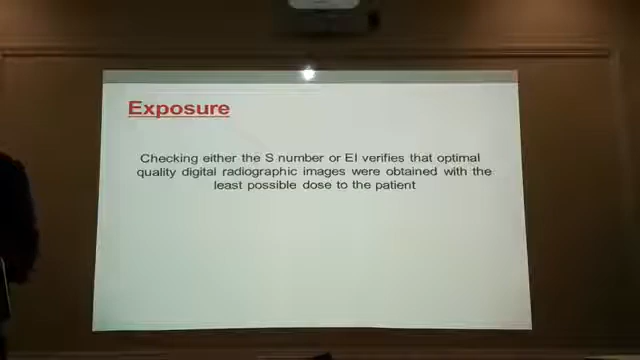 Exposure
Checking either the S number or EI verifies that optimal
quality digital radiographic images were obtained with the
least possible dose to the patient